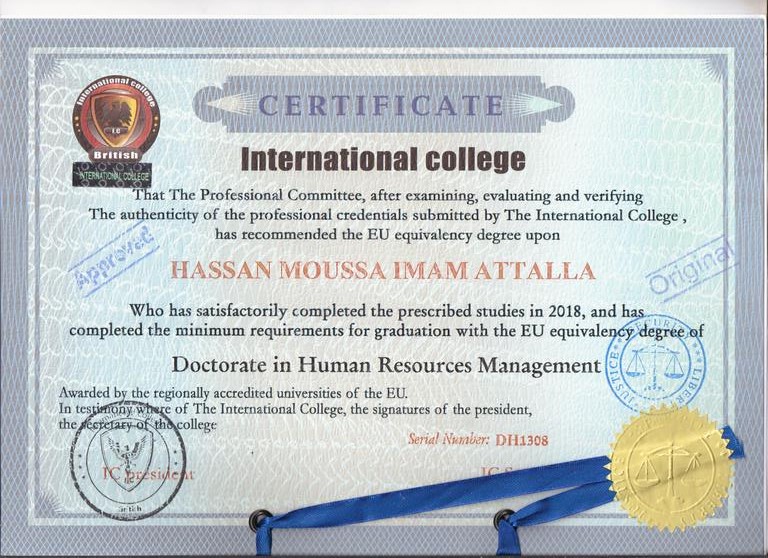 International college
I C
British
INTERNATIONAL COLLEGE
CERTIFICATE
International college
That The Professional Committee, after examining, evaluating and verifying
The authenticity of the professional credentials submitted by The International College ,
has recommended the EU equivalency degree upon
Approved
HASSAN MOUSSA IMAM ATTALLA
Original
Who has satisfactorily completed the prescribed studies in 2018, and has
completed the minimum requirements for graduation with the EU equivalency degree of
Doctorate in Human Resources Management
SECURITY
JUSTICE
LIBER
Awarded by the regionally accredited universities of the EU.
In testimony where of The International College, the signatures of the president,
the secretary of the college
Serial Number: DH1308
IC president
IC
British